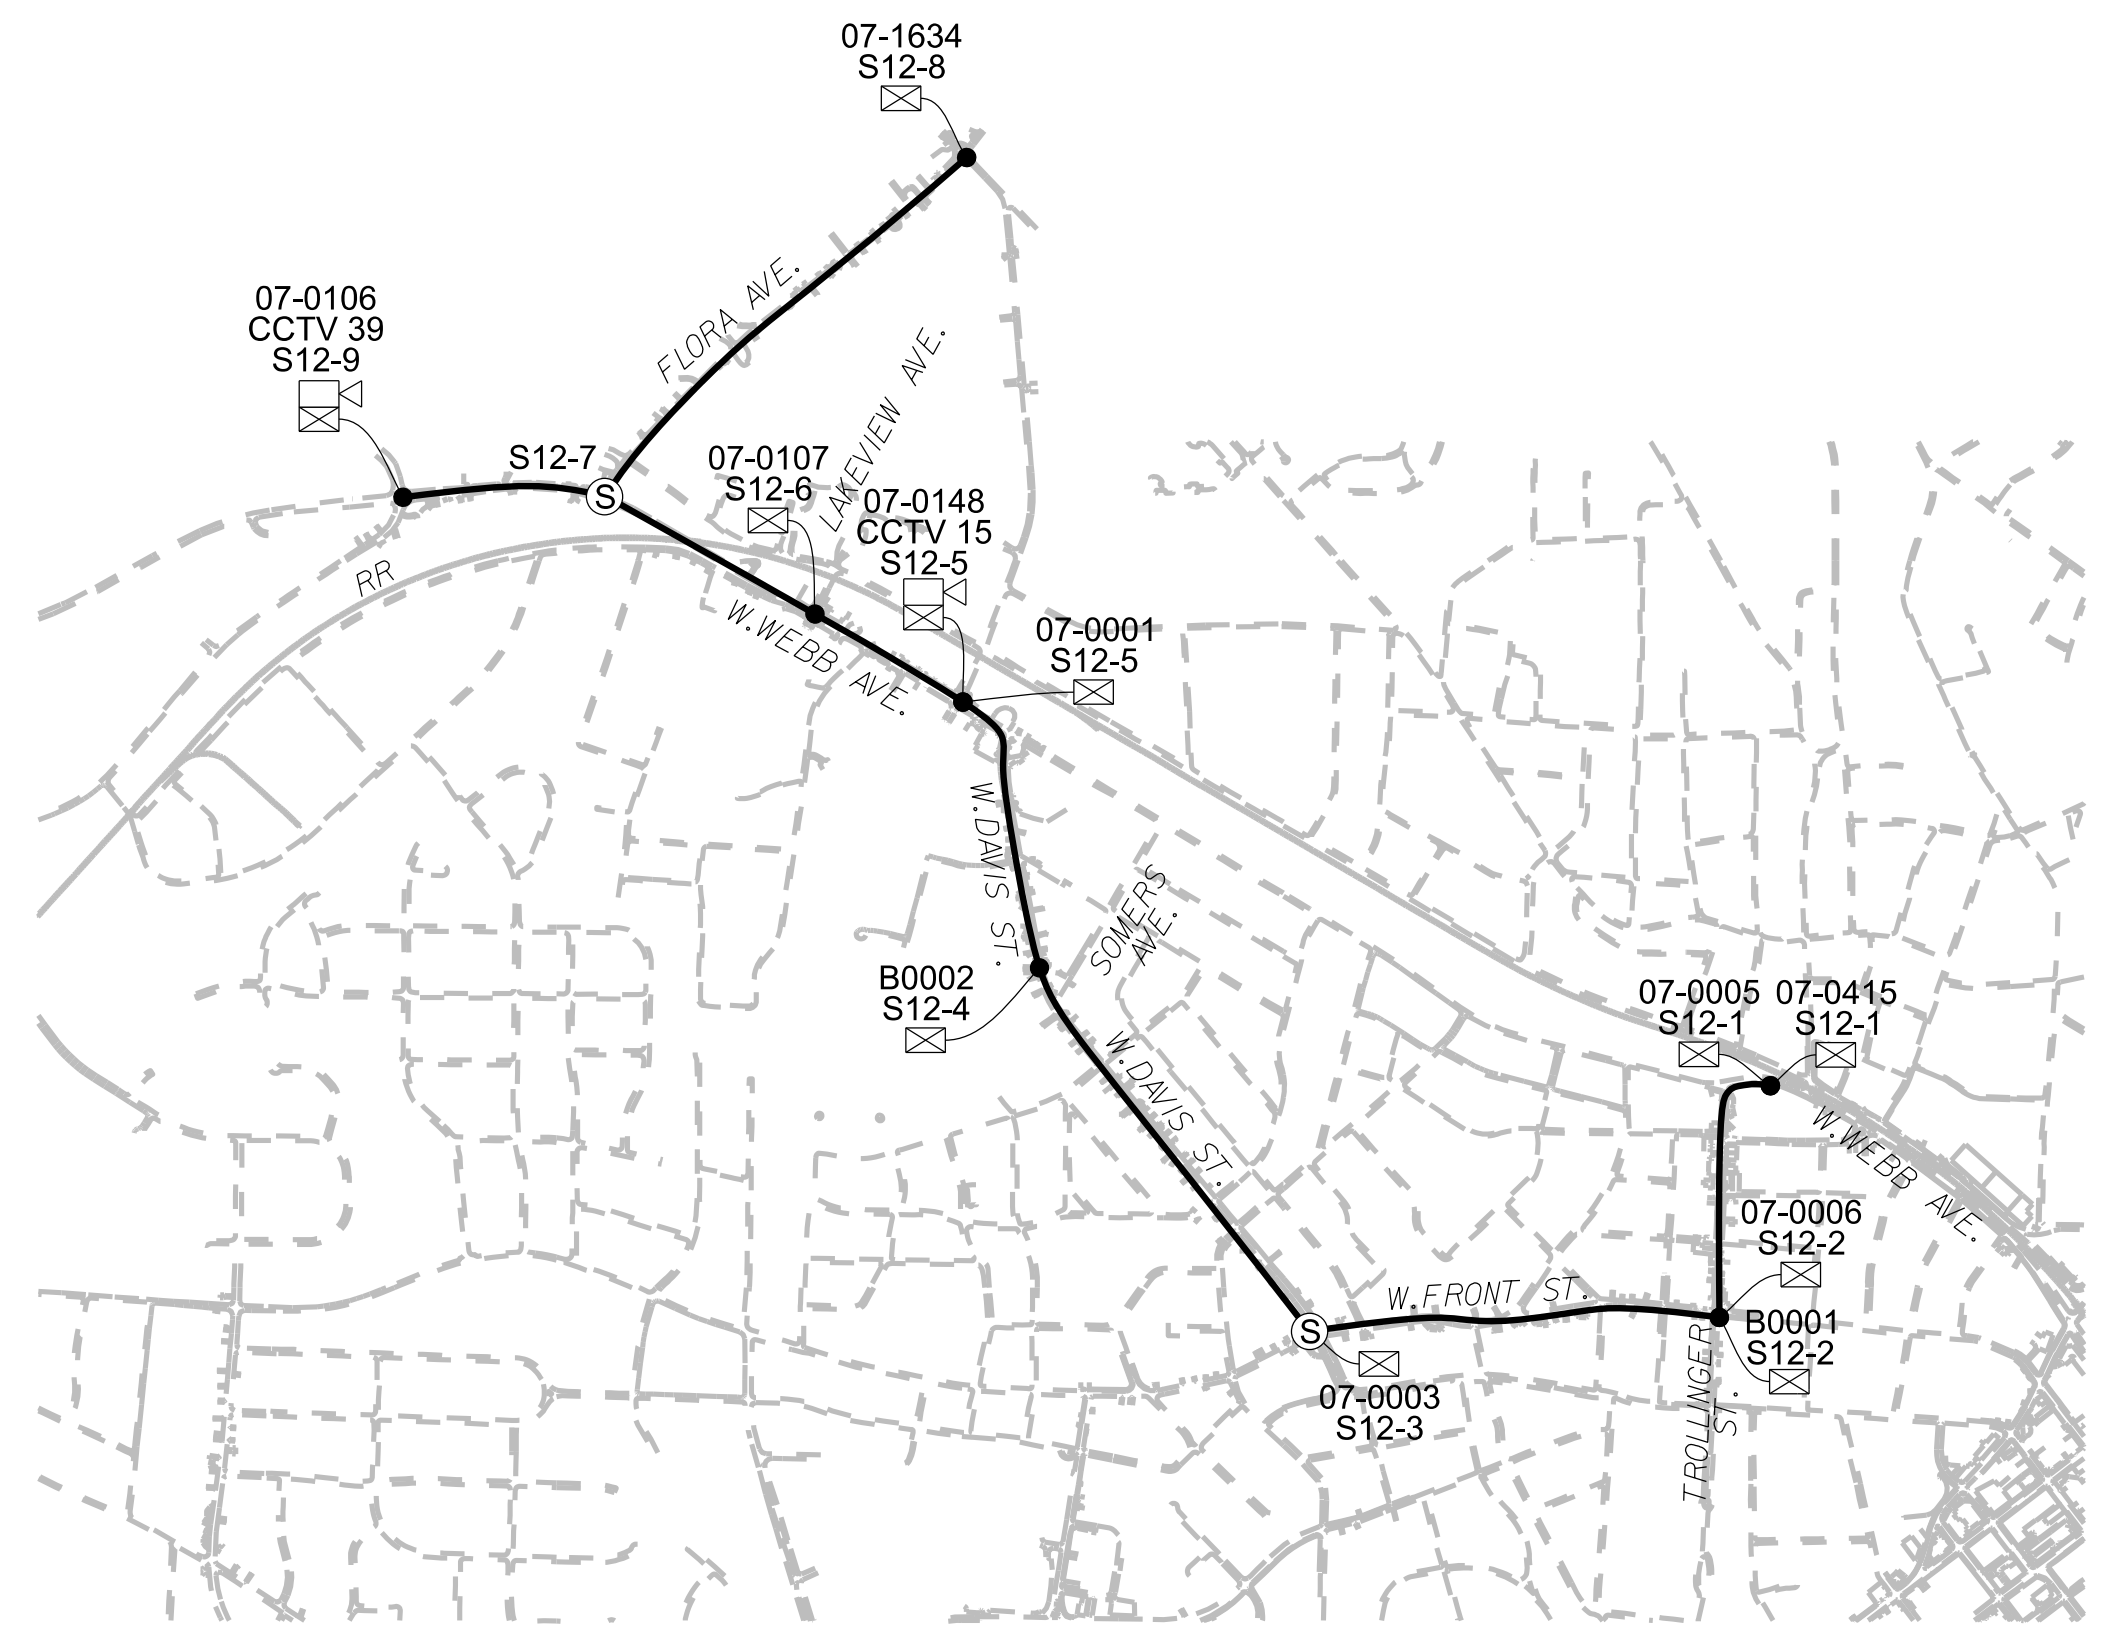 07-1634
S12-8
FLORA AVE.
07-0106
CCTV 39
S12-9
LAKEVIEW AVE.
S12-7
S
07-0107
S12-6
07-0148
CCTV 15
S12-5
RR
W.WEBB AVE.
07-0001
S12-5
W.DAVIS ST.
SOMERS
AVE.
B0002
S12-4
W.DAVIS ST.
07-0005
S12-1
07-0415
S12-1
W.WEBB AVE.
07-0006
S12-2
W.FRONT ST.
S
B0001
S12-2
TROLLINGER
ST.
07-0003
S12-3